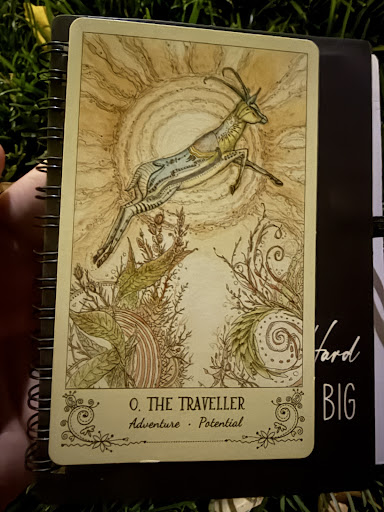 0. THE TRAVELLER
Adventure · Potential
Hard
BIG